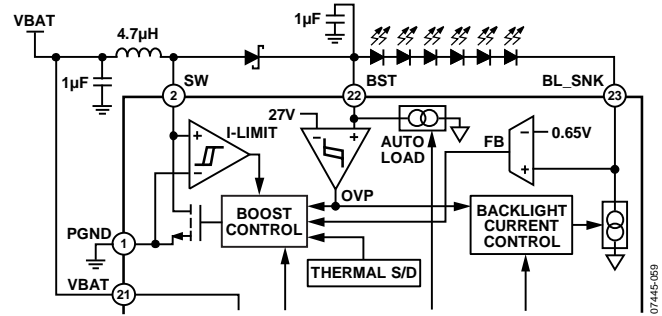 VBAT
4.7µH
1µF
1µF
SW
BST
BL_SNK
2
22
23
27V
I-LIMIT
AUTO
LOAD
FB
0.65V
OVP
PGND
1
BOOST
CONTROL
BACKLIGHT
CURRENT
CONTROL
THERMAL S/D
VBAT
21
07445-059